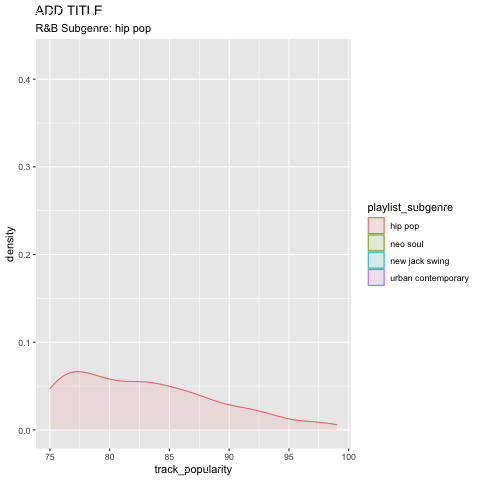 ADD TITLE
R&B Subgenre: hip pop
0.4
0.3
0.2
0.1
0.0
density
75 80 85 90 95 100
track_popularity
playlist_subgenre
hip pop
neo soul
new jack swing
urban contemporary